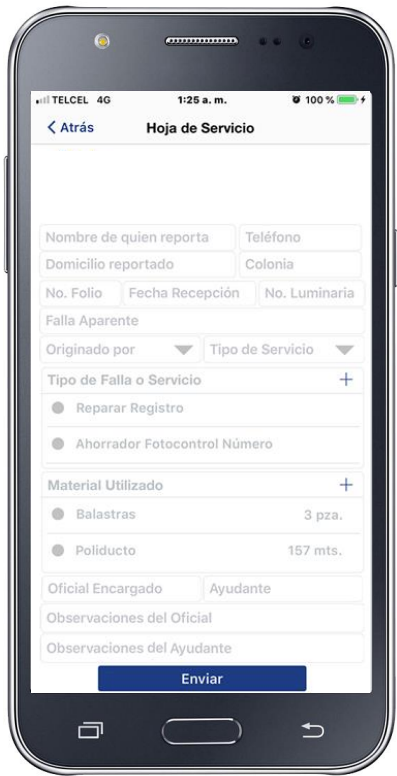 TELCEL 4G 1:25 a. m. 100 %
Atrás Hoja de Servicio
Nombre de quien reporta Teléfono
Domicilio reportado Colonia
No. Folio Fecha Recepción No. Luminaria
Falla Aparente
Originado por Tipo de Servicio
Tipo de Falla o Servicio +
Reparar Registro
Ahorrador Fotocontrol Número
Material Utilizado +
Balastras 3 pza.
Poliducto 157 mts.
Oficial Encargado Ayudante
Observaciones del Oficial
Observaciones del Ayudante
Enviar